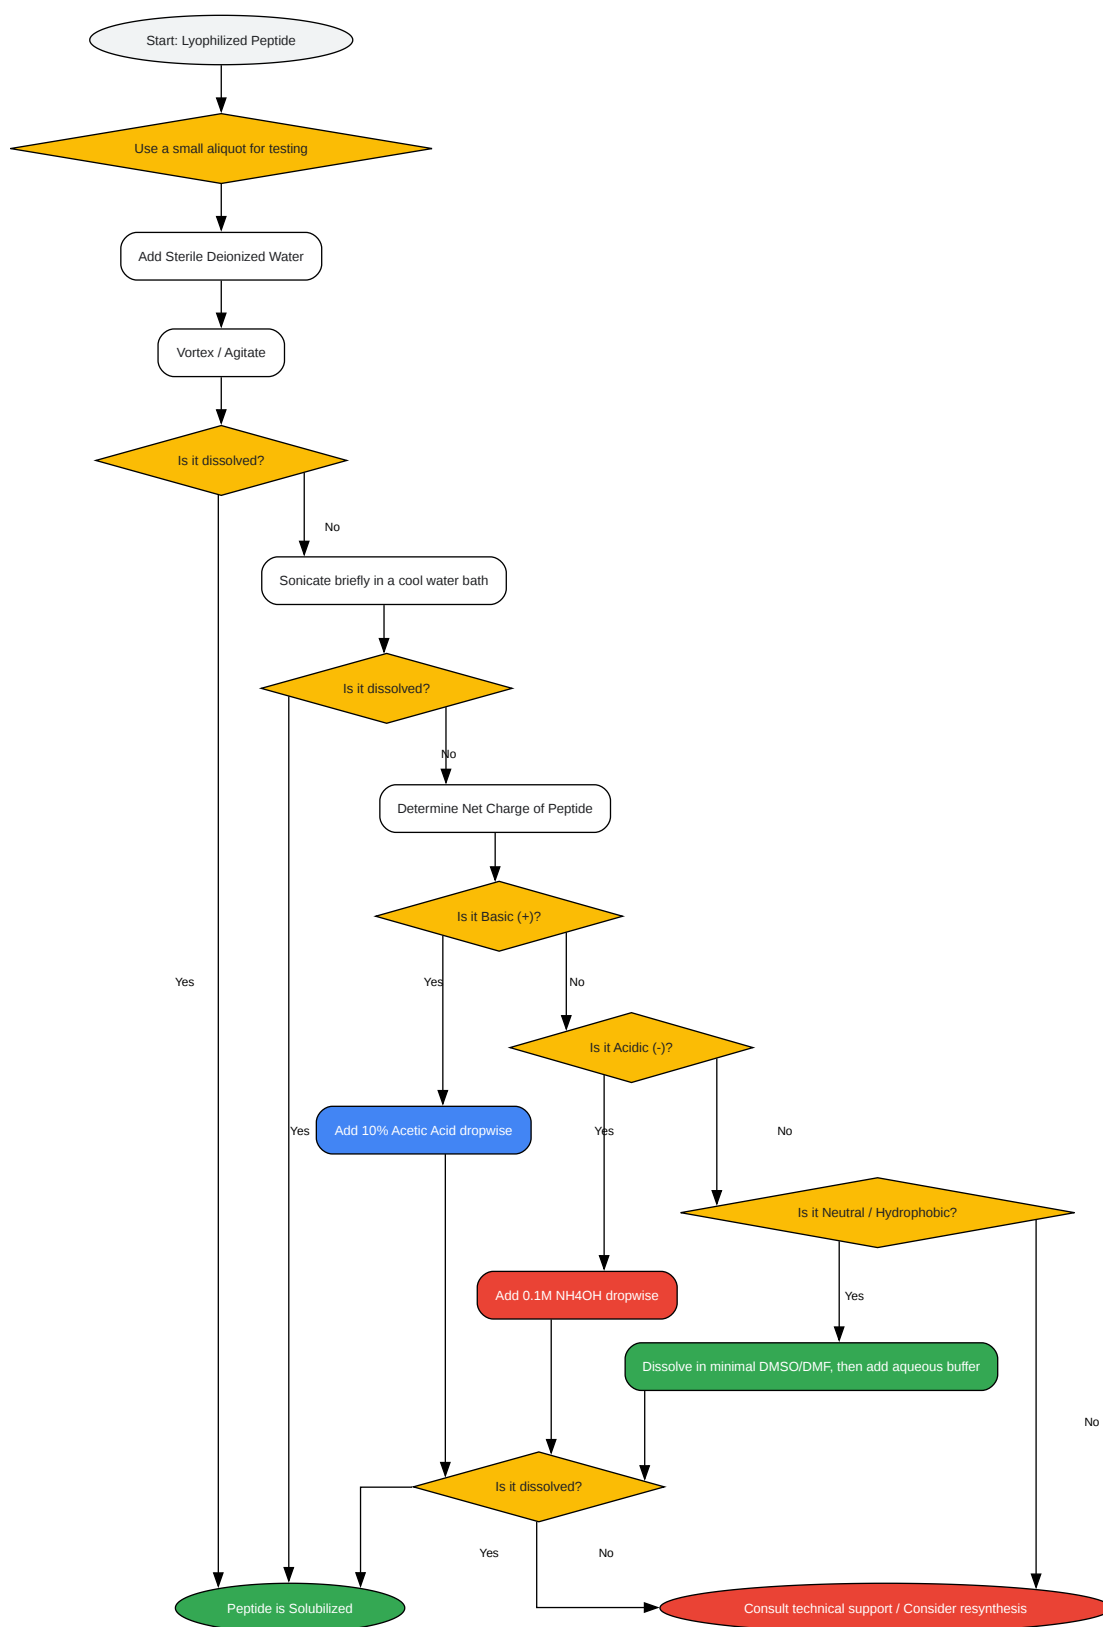 Start: Lyophilized Peptide
Use a small aliquot for testing
Add Sterile Deionized Water
Vortex / Agitate
Is it dissolved?
No
Sonicate briefly in a cool water bath
Is it dissolved?
No
Determine Net Charge of Peptide
Is it Basic (+)?
Yes
Yes
No
Is it Acidic (-)?
Yes
Add 10% Acetic Acid dropwise
Yes
No
Is it Neutral / Hydrophobic?
Add 0.1M NH4OH dropwise
Yes
Dissolve in minimal DMSO/DMF, then add aqueous buffer
No
Is it dissolved?
Yes
No
Peptide is Solubilized
Consult technical support / Consider resynthesis